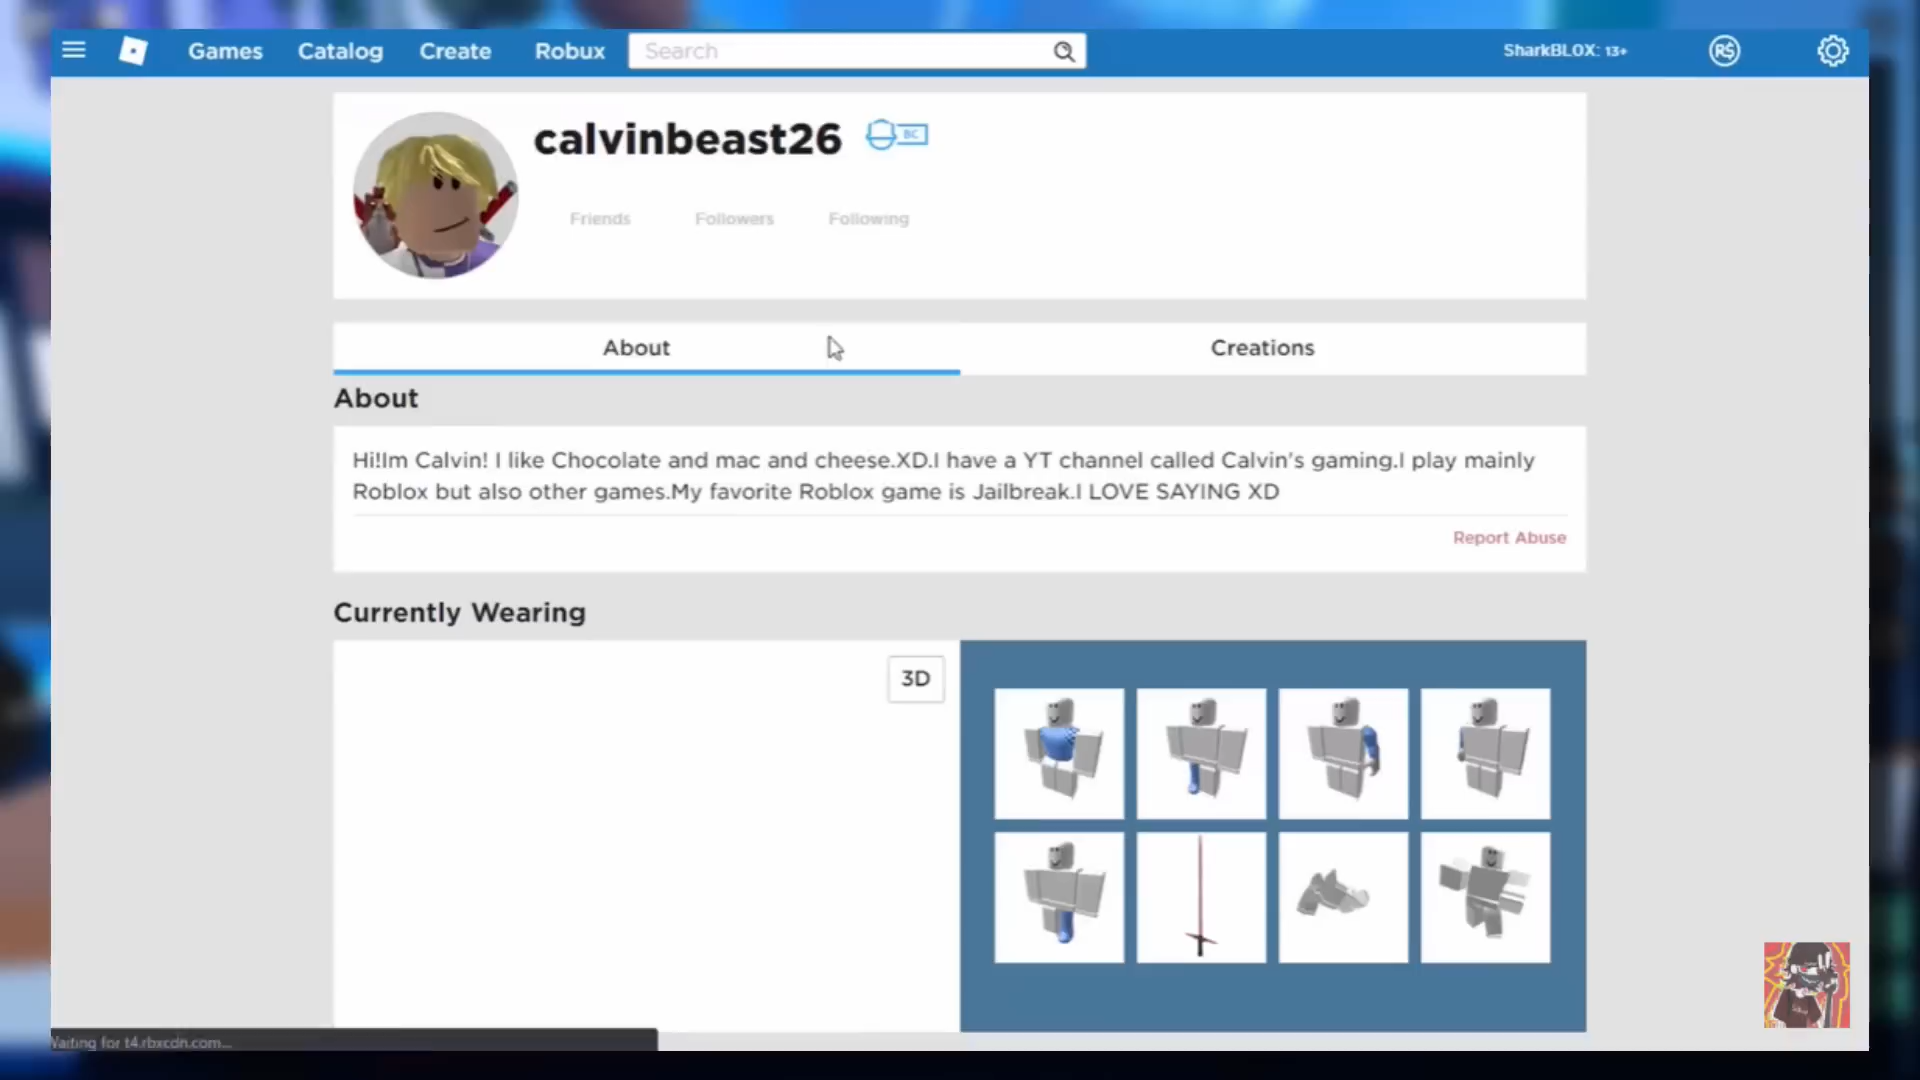 Games Catalog Create Robux Search SharkBLOX: 13+ R$
calvinbeast26 BC
Friends Followers Following
About Creations
About
Hi!Im Calvin! I like Chocolate and mac and cheese.XD.I have a YT channel called Calvin's gaming.I play mainly
Roblox but also other games.My favorite Roblox game is Jailbreak.I LOVE SAYING XD
Report Abuse
Currently Wearing
3D
Waiting for t4.rbxcdn.com...